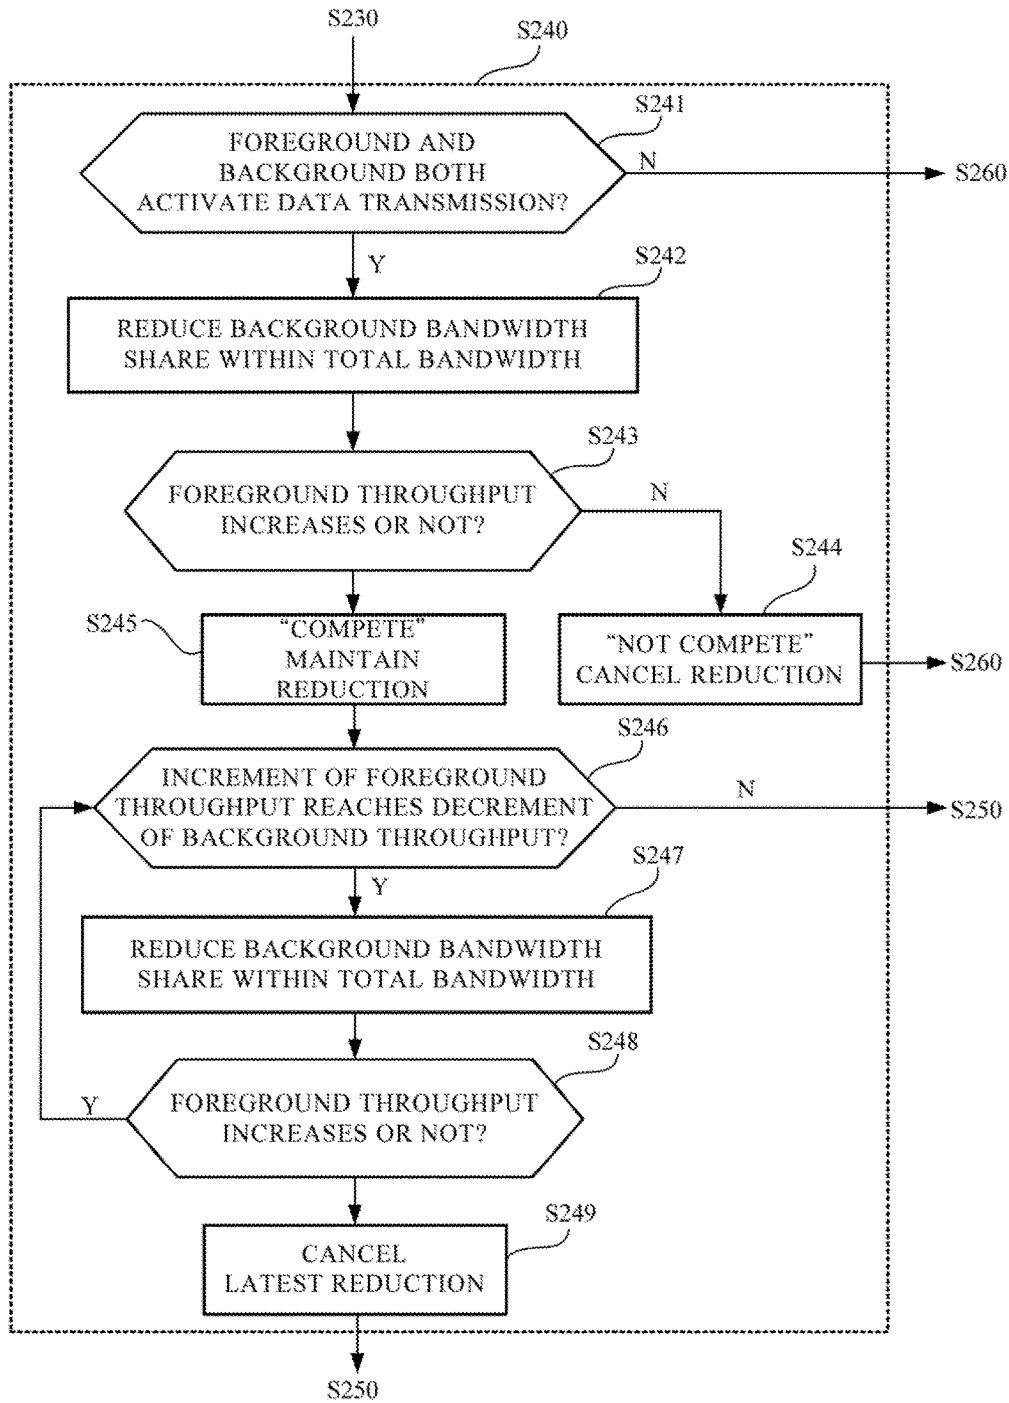 S230
S240
S241
FOREGROUND AND
BACKGROUND BOTH
ACTIVATE DATA TRANSMISSION?
N
S260
Y
S242
REDUCE BACKGROUND BANDWIDTH
SHARE WITHIN TOTAL BANDWIDTH
S243
FOREGROUND THROUGHPUT
INCREASES OR NOT?
N
S244
S245
"COMPETE"
MAINTAIN
REDUCTION
"NOT COMPETE"
CANCEL REDUCTION
S260
S246
INCREMENT OF FOREGROUND
THROUGHPUT REACHES DECREMENT
OF BACKGROUND THROUGHPUT?
N
S250
Y
S247
REDUCE BACKGROUND BANDWIDTH
SHARE WITHIN TOTAL BANDWIDTH
S248
FOREGROUND THROUGHPUT
INCREASES OR NOT?
Y
S249
CANCEL
LATEST REDUCTION
S250